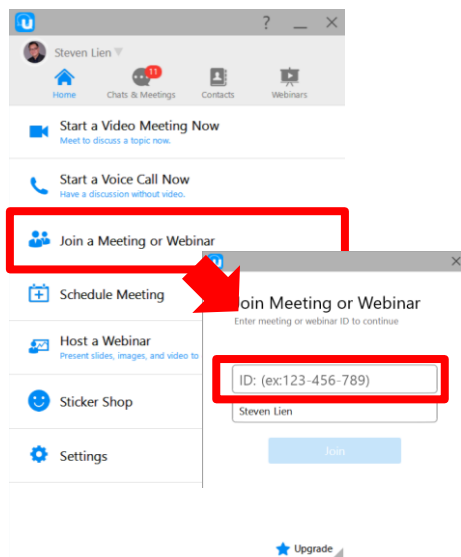 ?
Steven Lien
11
Home Chats & Meetings Contacts Webinars
Start a Video Meeting Now
Meet to discuss a topic now.
Start a Voice Call Now
Have a discussion without video.
Join a Meeting or Webinar
Schedule Meeting
Host a Webinar
Present slides, images, and video to
Sticker Shop
Settings
Join Meeting or Webinar
Enter meeting or webinar ID to continue
ID: (ex:123-456-789)
Steven Lien
Join
Upgrade